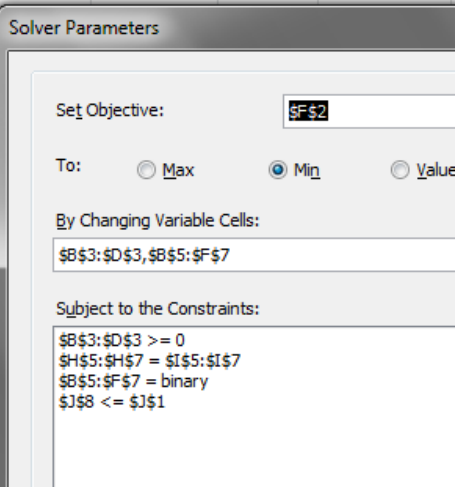 Solver Parameters
Set Objective:
$F$2
To:
Max
Min
Value
By Changing Variable Cells:
$B$3:$D$3,$B$5:$F$7
Subject to the Constraints:
$B$3:$D$3 >= 0
$H$5:$H$7 = $I$5:$I$7
$B$5:$F$7 = binary
$J$8 <= $J$1